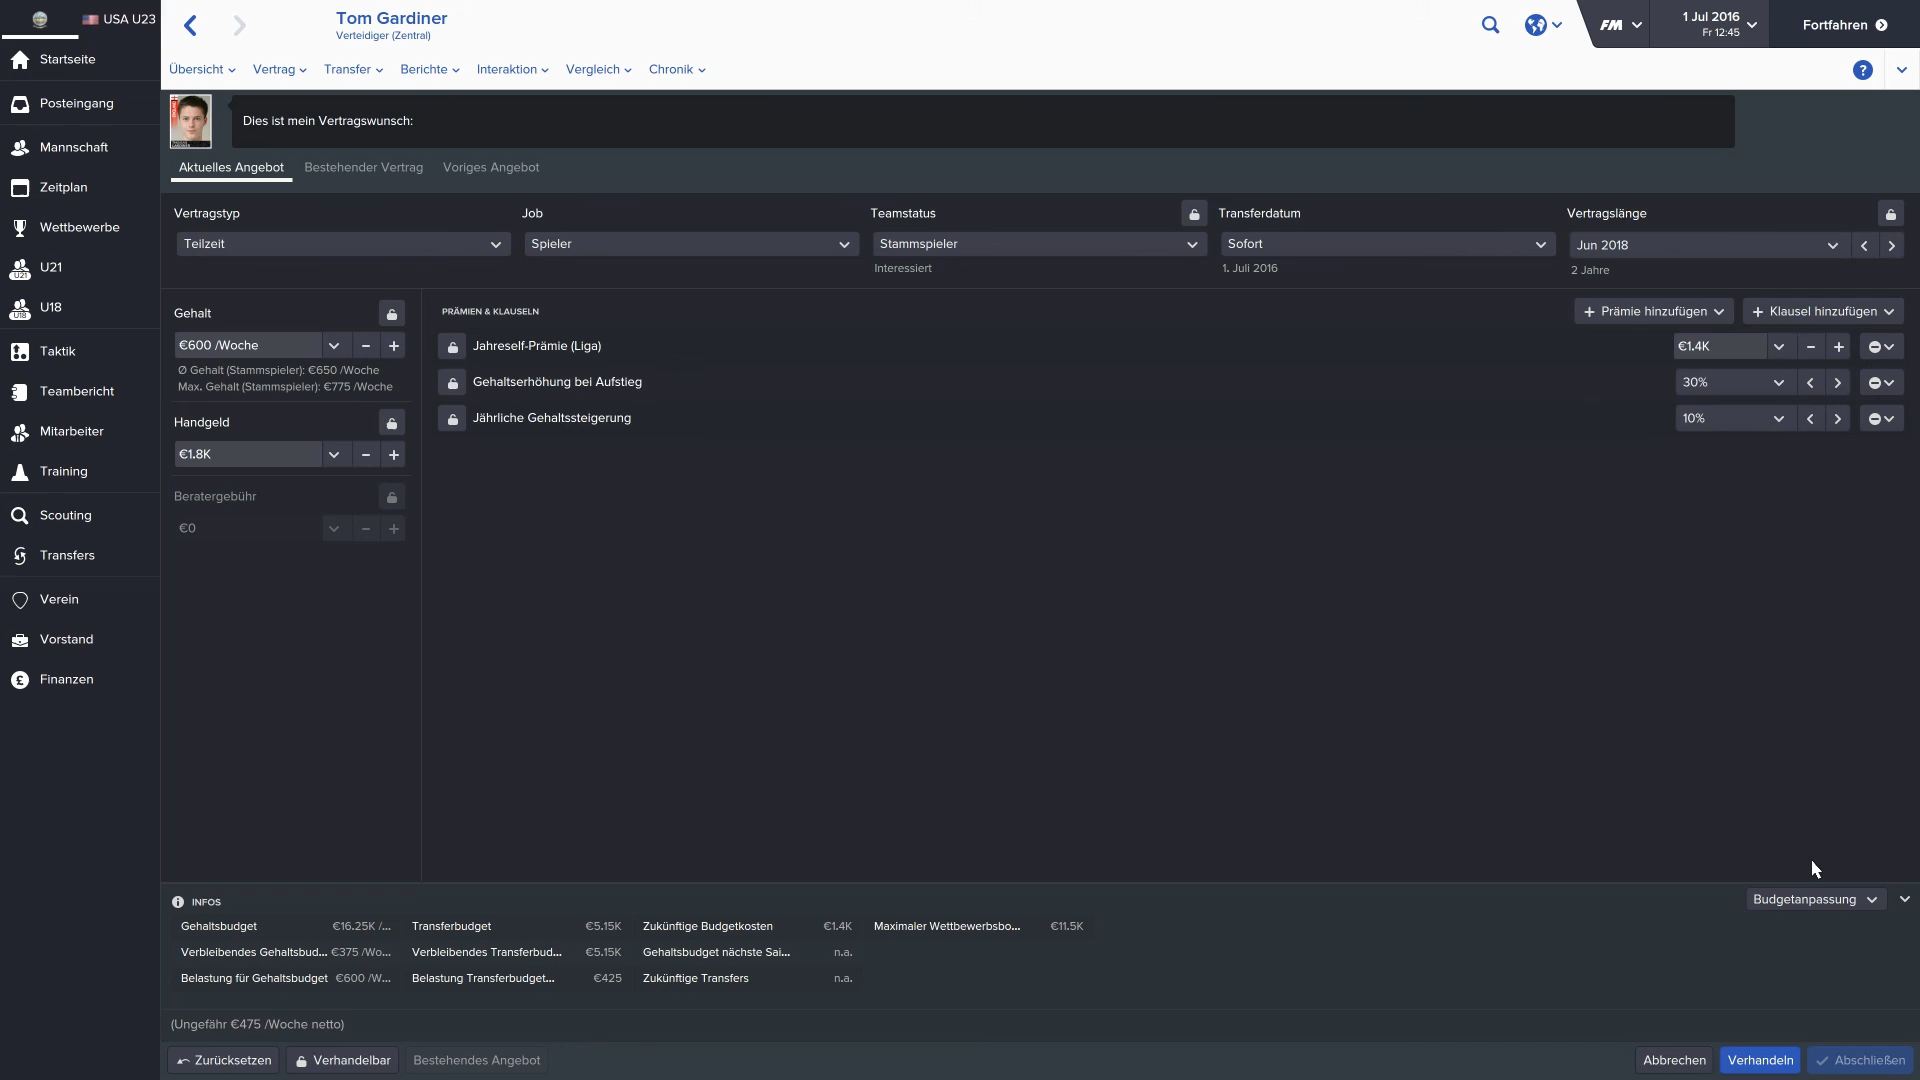 USA U23
Tom Gardiner
Verteidiger (Zentral)
FM
1 Jul 2016
Fr 12:45
Fortfahren
Startseite
Posteingang
Mannschaft
Zeitplan
Wettbewerbe
U21
U18
Taktik
Teambericht
Mitarbeiter
Training
Scouting
Transfers
Verein
Vorstand
Finanzen
Übersicht
Vertrag
Transfer
Berichte
Interaktion
Vergleich
Chronik
?
Dies ist mein Vertragswunsch:
Aktuelles Angebot
Bestehender Vertrag
Voriges Angebot
Vertragstyp
Teilzeit
Job
Spieler
Teamstatus
Stammspieler
Interessiert
Transferdatum
Sofort
1. Juli 2016
Vertragslänge
Jun 2018
2 Jahre
Gehalt
€600 /Woche
Ø Gehalt (Stammspieler): €650 /Woche
Max. Gehalt (Stammspieler): €775 /Woche
Handgeld
€1.8K
Beratergebühr
€0
PRÄMIEN & KLAUSELN
Prämie hinzufügen
Klausel hinzufügen
Jahreself-Prämie (Liga)
€1.4K
Gehaltserhöhung bei Aufstieg
30%
Jährliche Gehaltssteigerung
10%
INFOS
Budgetanpassung
Gehaltsbudget €16.25K /...
Transferbudget €5.15K
Zukünftige Budgetkosten €1.4K
Maximaler Wettbewerbsbo... €11.5K
Verbleibendes Gehaltsbud... €375 /Wo...
Verbleibendes Transferbud... €5.15K
Gehaltsbudget nächste Sai... n.a.
Belastung für Gehaltsbudget €600 /W...
Belastung Transferbudget... €425
Zukünftige Transfers n.a.
(Ungefähr €475 /Woche netto)
Zurücksetzen
Verhandelbar
Bestehendes Angebot
Abbrechen
Verhandeln
Abschließen